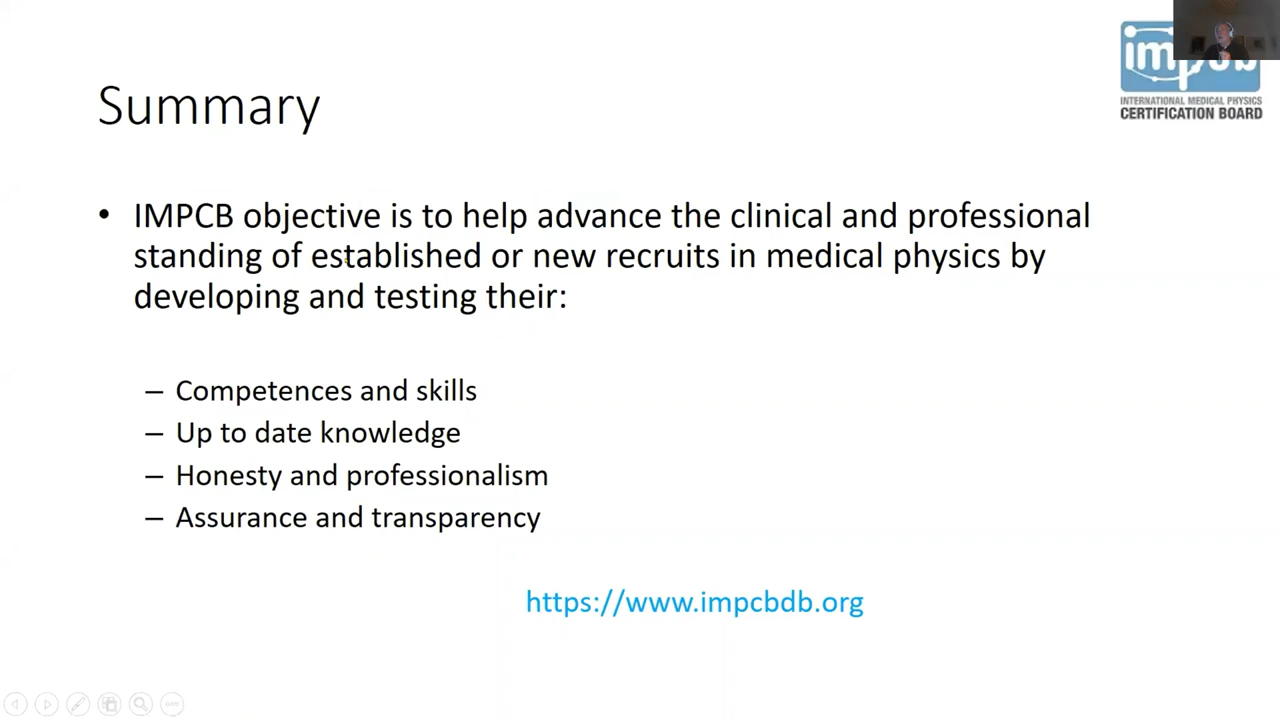 Summary
impcb
INTERNATIONAL MEDICAL PHYSICS
CERTIFICATION BOARD
• IMPCB objective is to help advance the clinical and professional
standing of established or new recruits in medical physics by
developing and testing their:
– Competences and skills
– Up to date knowledge
– Honesty and professionalism
– Assurance and transparency
https://www.impcbdb.org